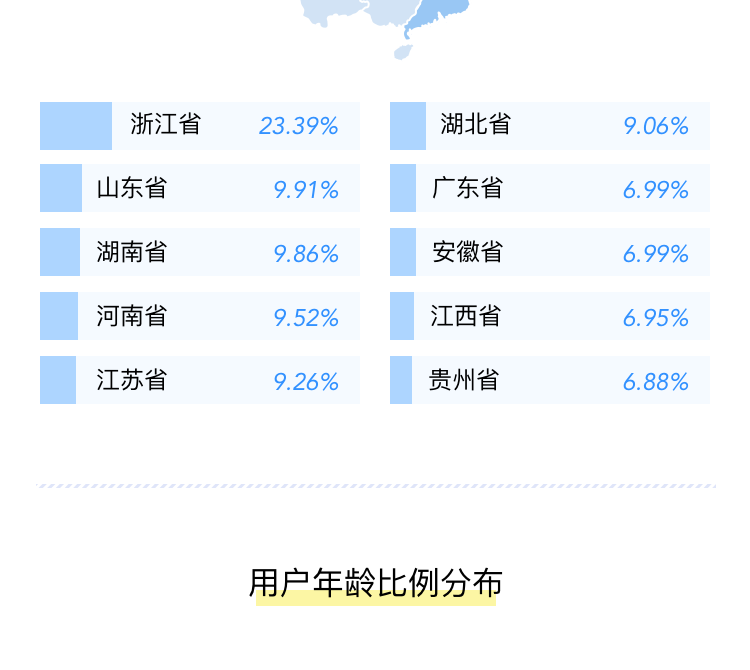 浙江省 23.39% 湖北省 9.06%
山东省 9.91% 广东省 6.99%
湖南省 9.86% 安徽省 6.99%
河南省 9.52% 江西省 6.95%
江苏省 9.26% 贵州省 6.88%
用户年龄比例分布